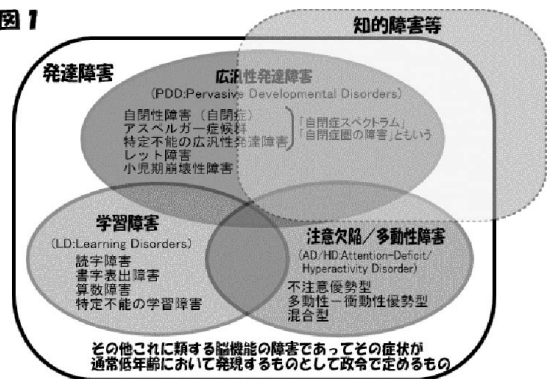 図1
知的障害等
発達障害
広汎性発達障害
(PDD:Pervasive Developmental Disorders)
自閉性障害（自閉症）
アスペルガー症候群
特定不能の広汎性発達障害
レット障害
小児期崩壊性障害
「自閉症スペクトラム」
「自閉症圏の障害」ともいう
学習障害
(LD:Learning Disorders)
読字障害
書字表出障害
算数障害
特定不能の学習障害
注意欠陥／多動性障害
(AD/HD:Attention-Deficit/
Hyperactivity Disorder)
不注意優勢型
多動性－衝動性優勢型
混合型
その他これに類する脳機能の障害であってその症状が
通常低年齢において発現するものとして政令で定めるもの